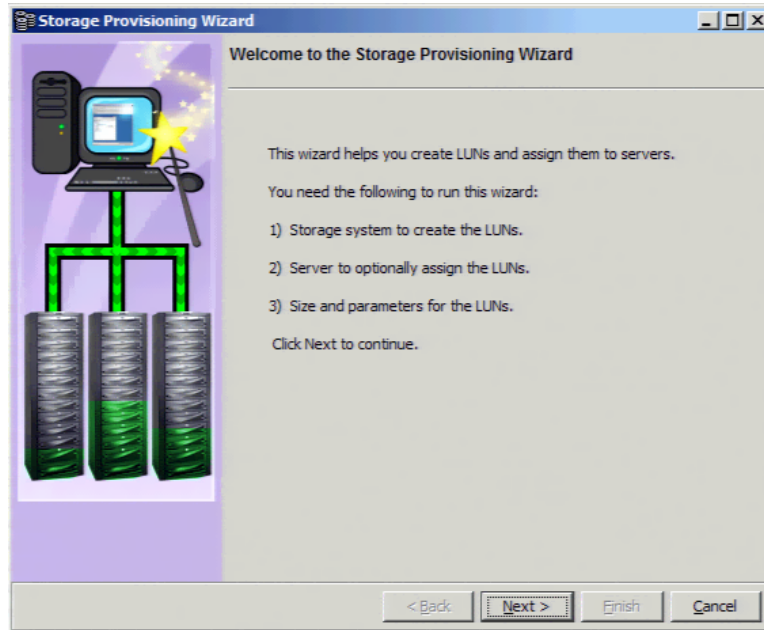 Storage Provisioning Wizard
Welcome to the Storage Provisioning Wizard
This wizard helps you create LUNs and assign them to servers.
You need the following to run this wizard:
1) Storage system to create the LUNs.
2) Server to optionally assign the LUNs.
3) Size and parameters for the LUNs.
Click Next to continue.
< Back Next > Finish Cancel